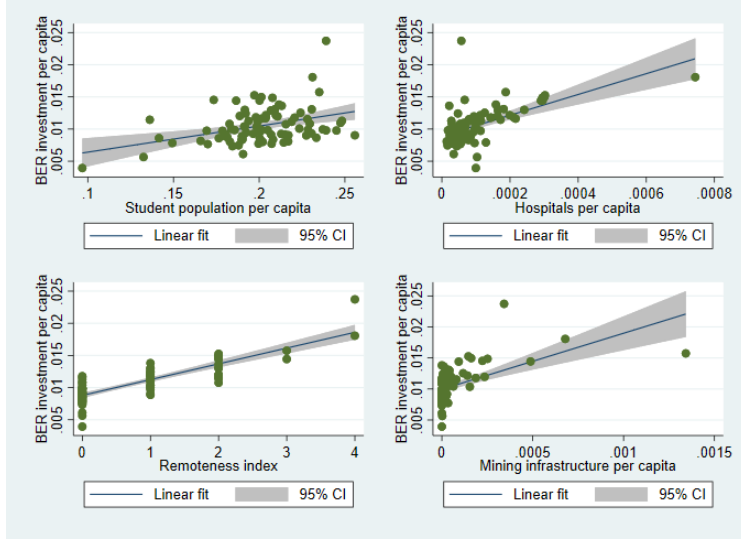 BER investment per capita
.005 .01 .015 .02 .025
.1 .15 .2 .25
Student population per capita
Linear fit 95% CI
BER investment per capita
.005 .01 .015 .02 .025
0 .0002 .0004 .0006 .0008
Hospitals per capita
Linear fit 95% CI
BER investment per capita
.005 .01 .015 .02 .025
0 1 2 3 4
Remoteness index
Linear fit 95% CI
BER investment per capita
.005 .01 .015 .02 .025
0 .0005 .001 .0015
Mining infrastructure per capita
Linear fit 95% CI